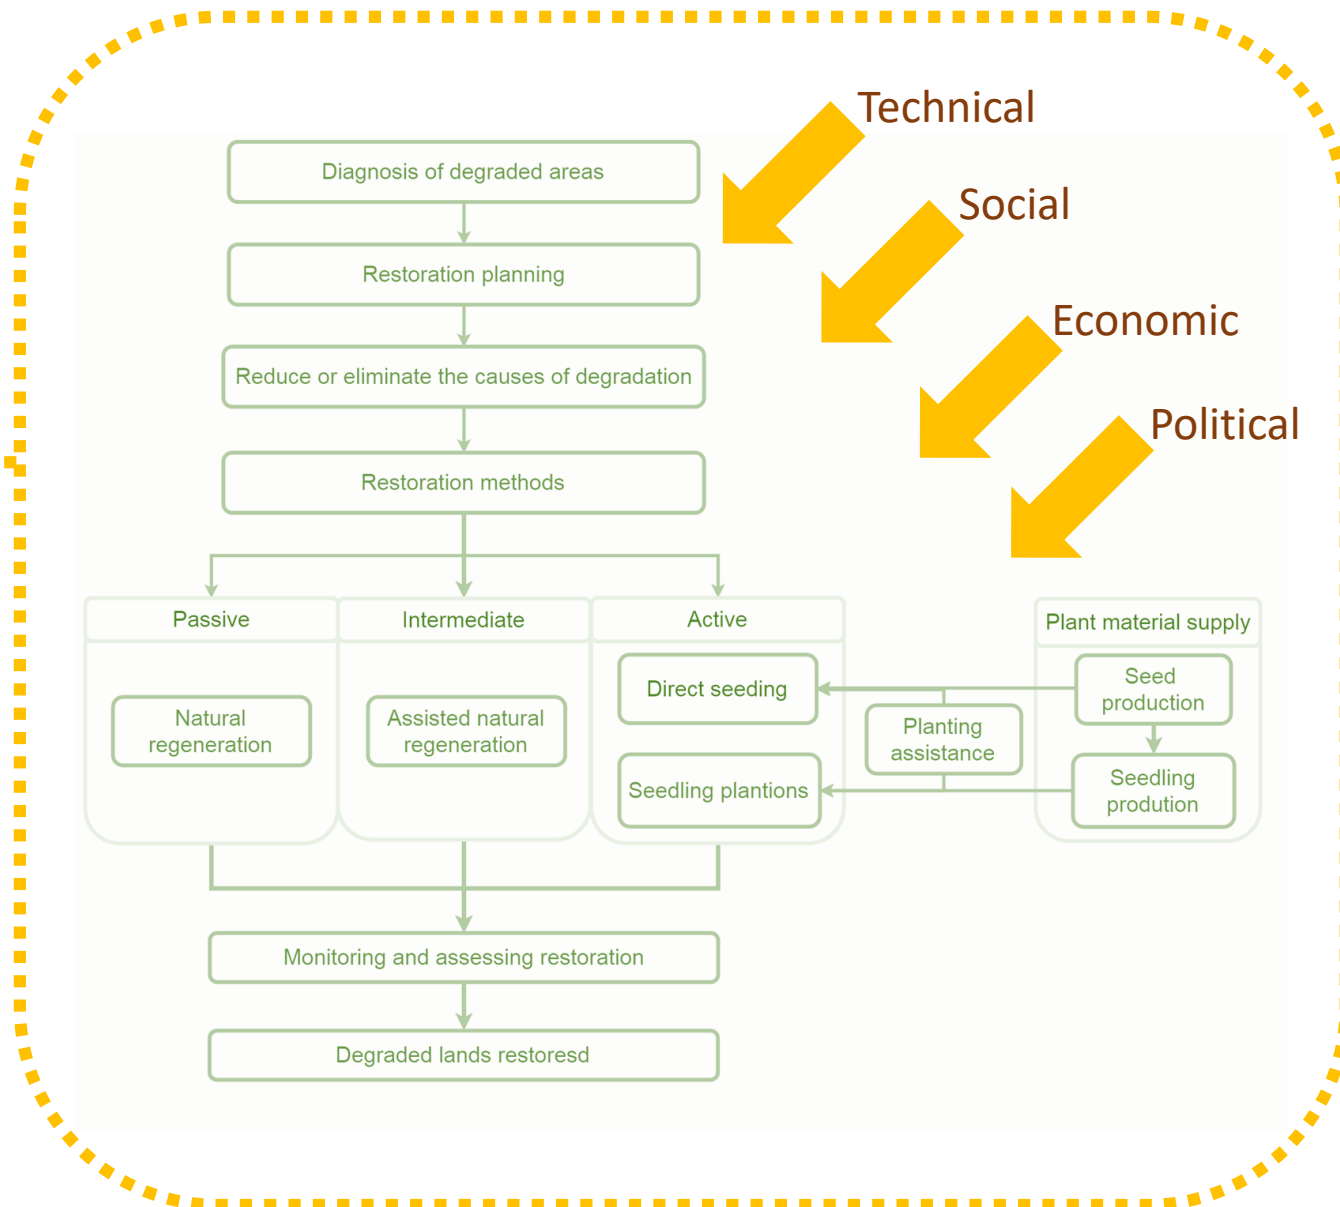 Technical
Social
Economic
Political
Diagnosis of degraded areas
Restoration planning
Reduce or eliminate the causes of degradation
Restoration methods
Passive
Intermediate
Active
Plant material supply
Natural
regeneration
Assisted natural
regeneration
Direct seeding
Seedling plantions
Planting
assistance
Seed
production
Seedling
prodution
Monitoring and assessing restoration
Degraded lands restoresd